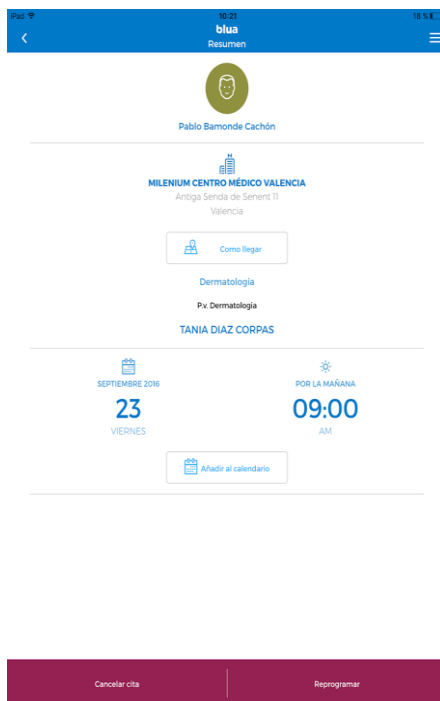 iPad
10:21
18 %
blua
Resumen
Pablo Bamonde Cachón
MILENIUM CENTRO MÉDICO VALENCIA
Antiga Senda de Senent 11
Valencia
Como llegar
Dermatología
P.v. Dermatología
TANIA DIAZ CORPAS
SEPTIEMBRE 2016
POR LA MAÑANA
23
09:00
VIERNES
AM
Añadir al calendario
Cancelar cita
Reprogramar